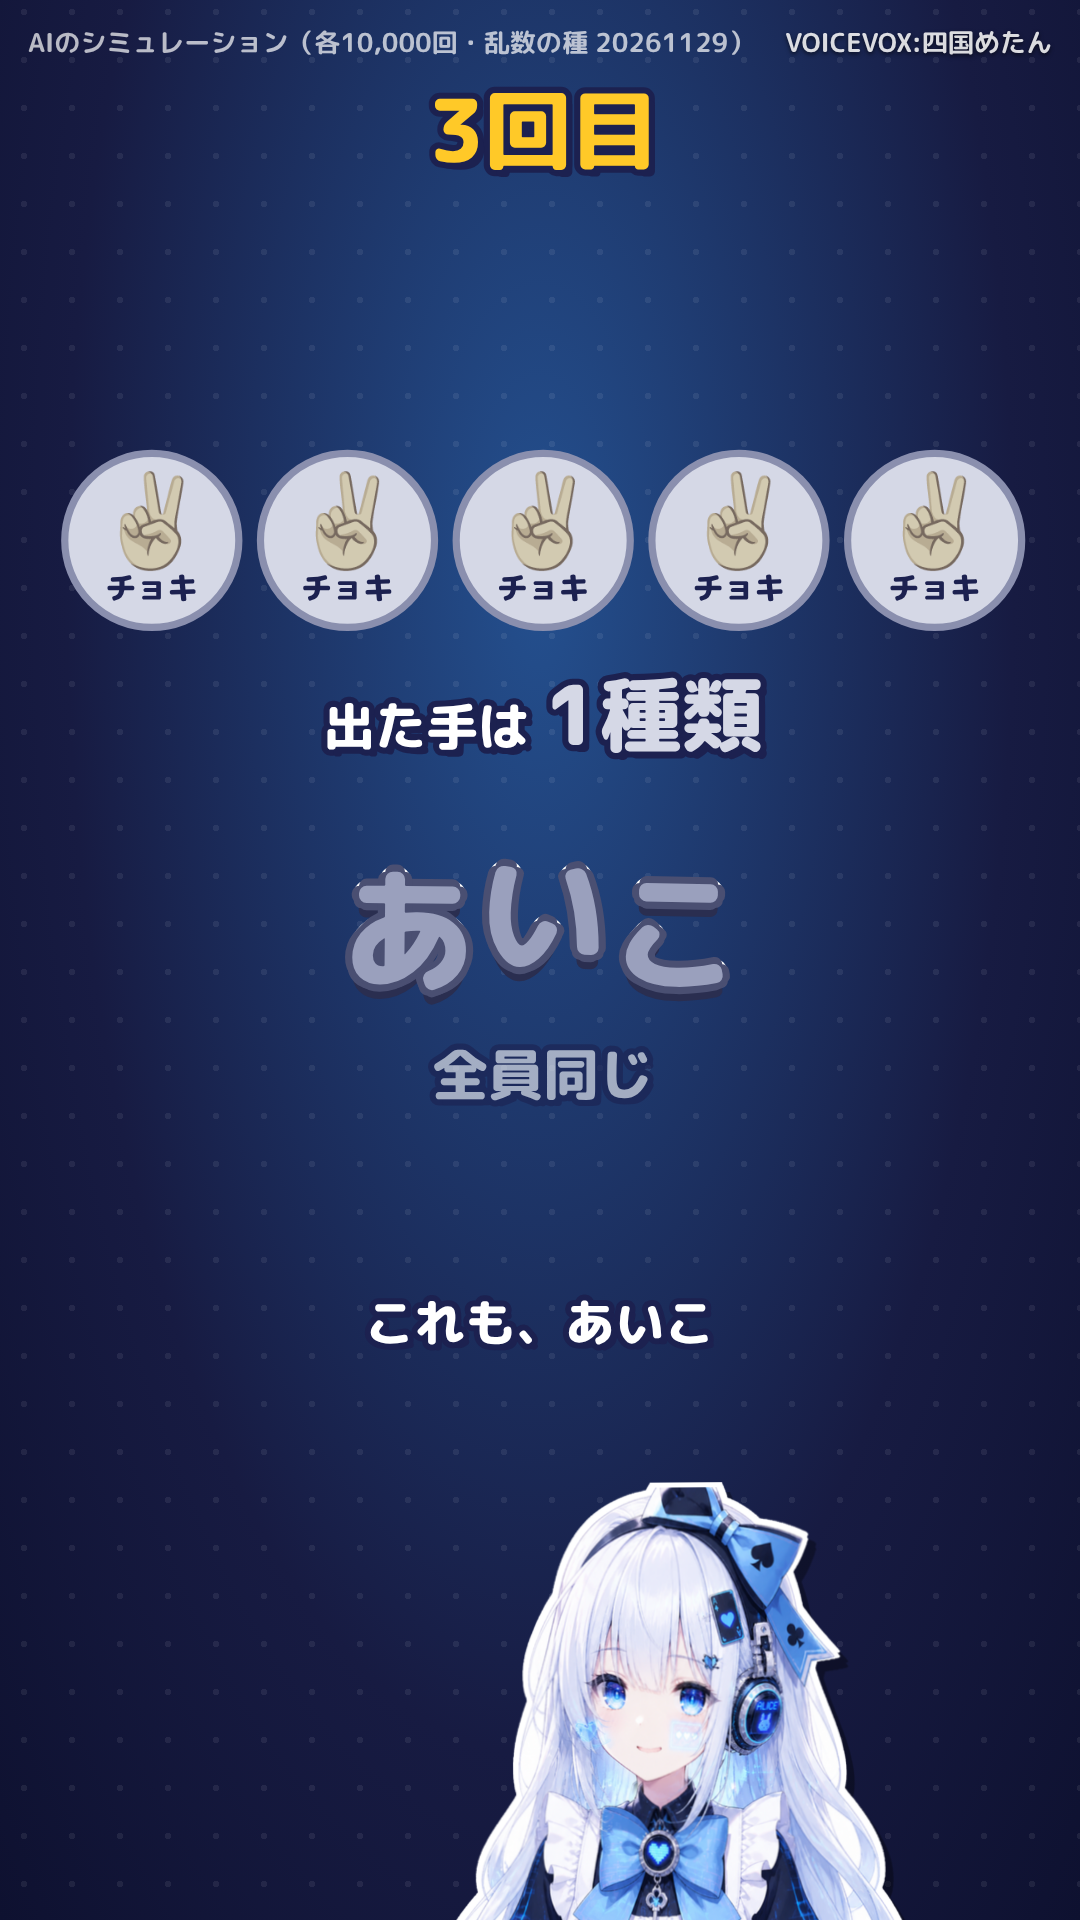 AIのシミュレーション（各10,000回・乱数の種 20261129）
VOICEVOX:四国めたん
3回目
チョキ チョキ チョキ チョキ チョキ
出た手は 1種類
あいこ
全員同じ
これも、あいこ
ALICE